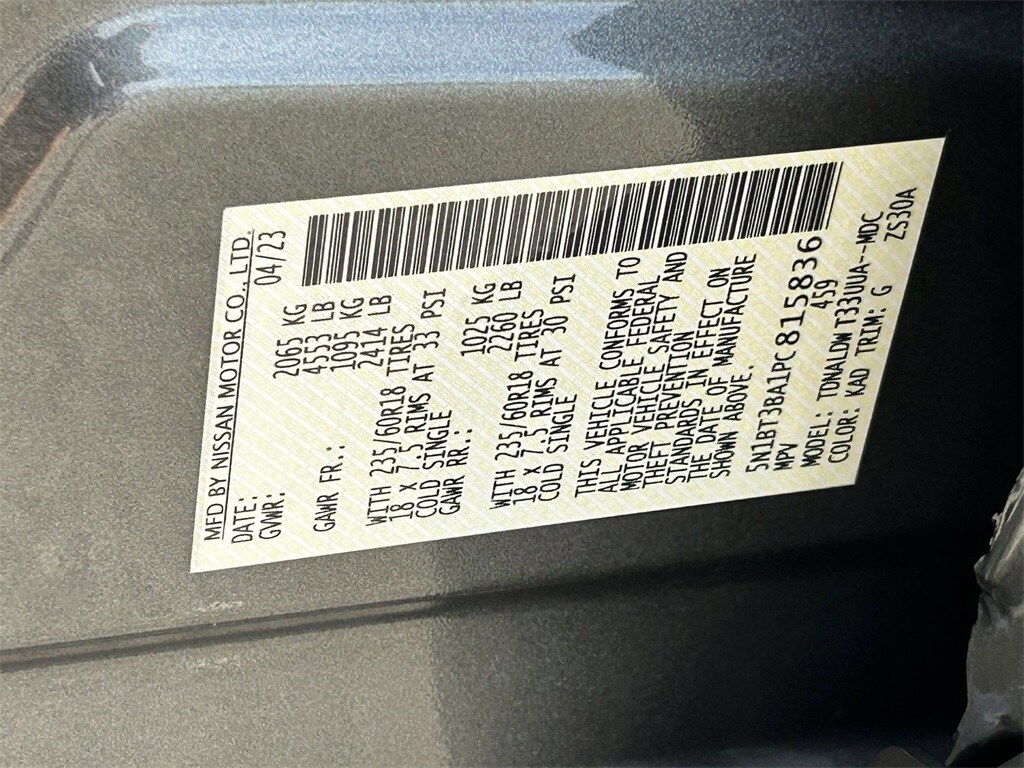 MFD BY NISSAN MOTOR CO., LTD.
DATE: 04/23
GVWR: 2065 KG
4553 LB
GAWR FR.: 1095 KG
2414 LB
WITH 235/60R18 TIRES
18 X 7.5 RIMS AT 33 PSI
COLD SINGLE
GAWR RR.: 1025 KG
2260 LB
WITH 235/60R18 TIRES
18 X 7.5 RIMS AT 30 PSI
COLD SINGLE
THIS VEHICLE CONFORMS TO
ALL APPLICABLE FEDERAL
MOTOR VEHICLE SAFETY AND
THEFT PREVENTION
STANDARDS IN EFFECT ON
THE DATE OF MANUFACTURE
SHOWN ABOVE.
5N1BT3BA1PC815836
MPV 459
MODEL: TDNALDW T33UUA--MDC
COLOR: KAD TRIM: G ZS30A